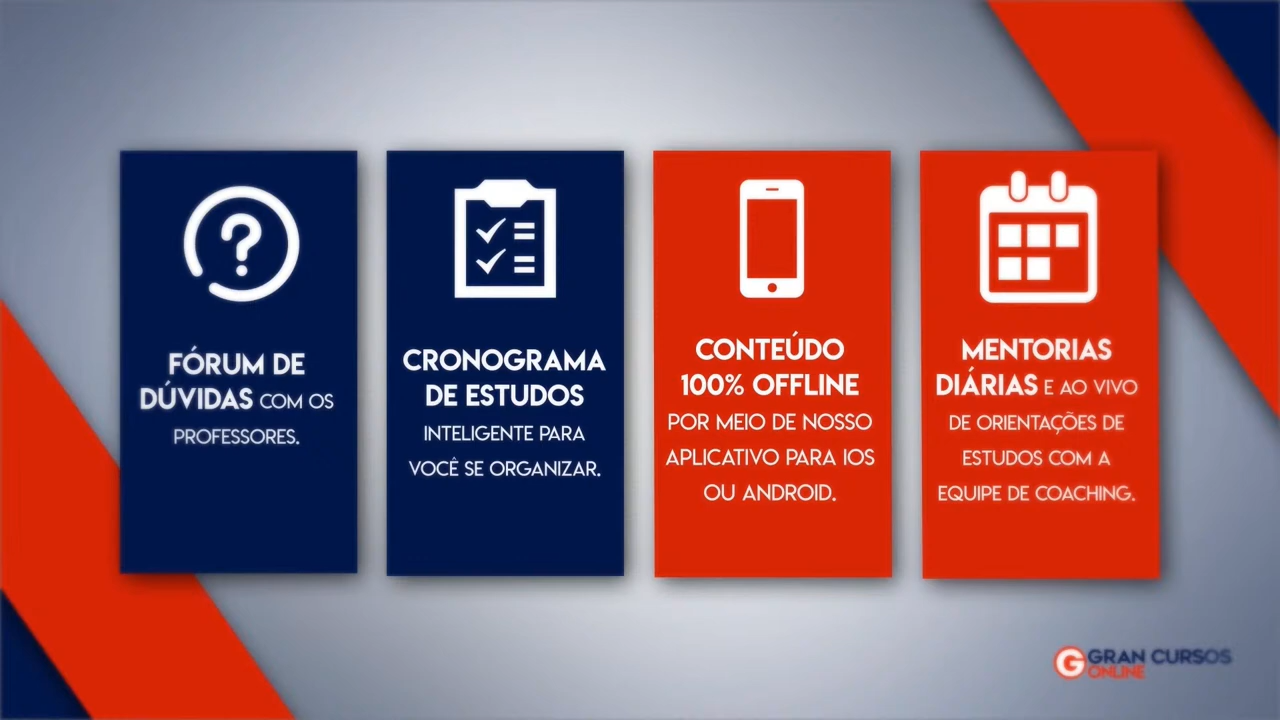 FÓRUM DE
DÚVIDAS COM OS
PROFESSORES.
CRONOGRAMA
DE ESTUDOS
INTELIGENTE PARA
VOCÊ SE ORGANIZAR.
CONTEÚDO
100% OFFLINE
POR MEIO DE NOSSO
APLICATIVO PARA IOS
OU ANDROID.
MENTORIAS
DIÁRIAS E AO VIVO
DE ORIENTAÇÕES DE
ESTUDOS COM A
EQUIPE DE COACHING.
G GRAN CURSOS
ONLINE